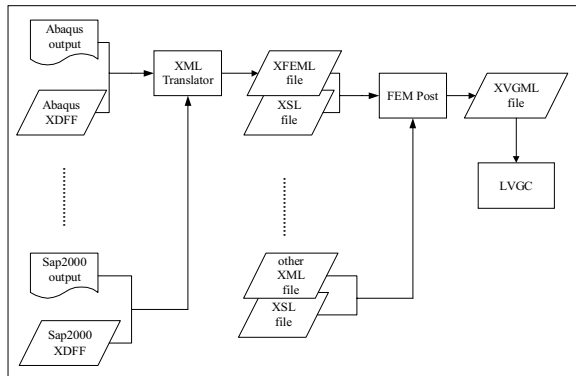 Abaqus
output
XML
Translator
XFEML
file
XSL
file
FEM Post
XVGML
file
Abaqus
XDFF
LVGC
Sap2000
output
other
XML
file
XSL
file
Sap2000
XDFF